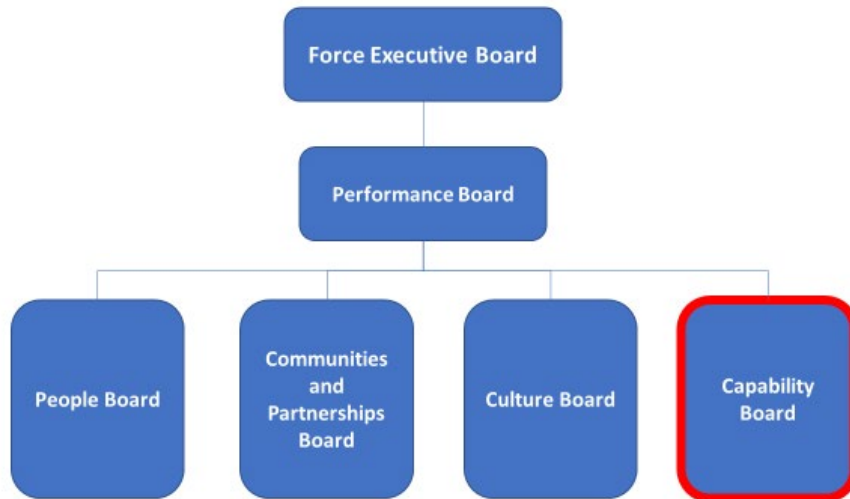 Force Executive Board
Performance Board
People Board
Communities
and
Partnerships
Board
Culture Board
Capability
Board